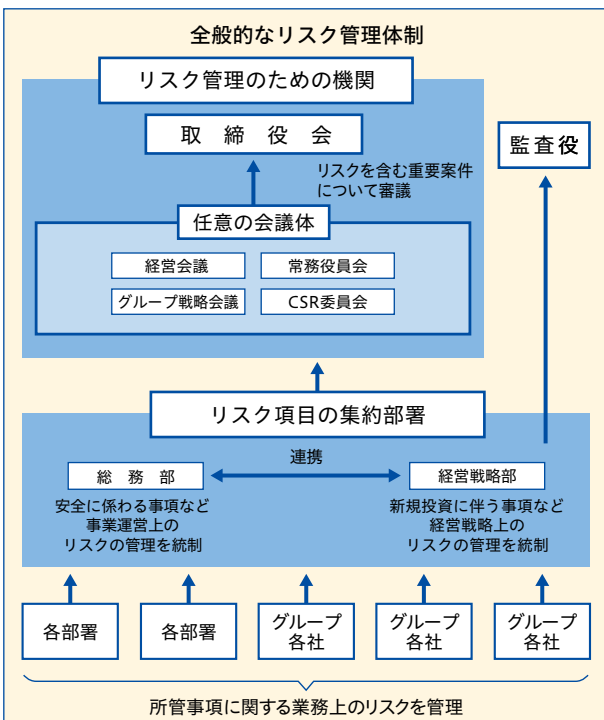 全般的なリスク管理体制
リスク管理のための機関
取締役会
監査役
リスクを含む重要案件
について審議
任意の会議体
経営会議
常務役員会
グループ戦略会議
CSR委員会
リスク項目の集約部署
連携
総務部
経営戦略部
安全に係わる事項など
事業運営上の
リスクの管理を統制
新規投資に伴う事項など
経営戦略上の
リスクの管理を統制
各部署
各部署
グループ
各社
グループ
各社
グループ
各社
所管事項に関する業務上のリスクを管理